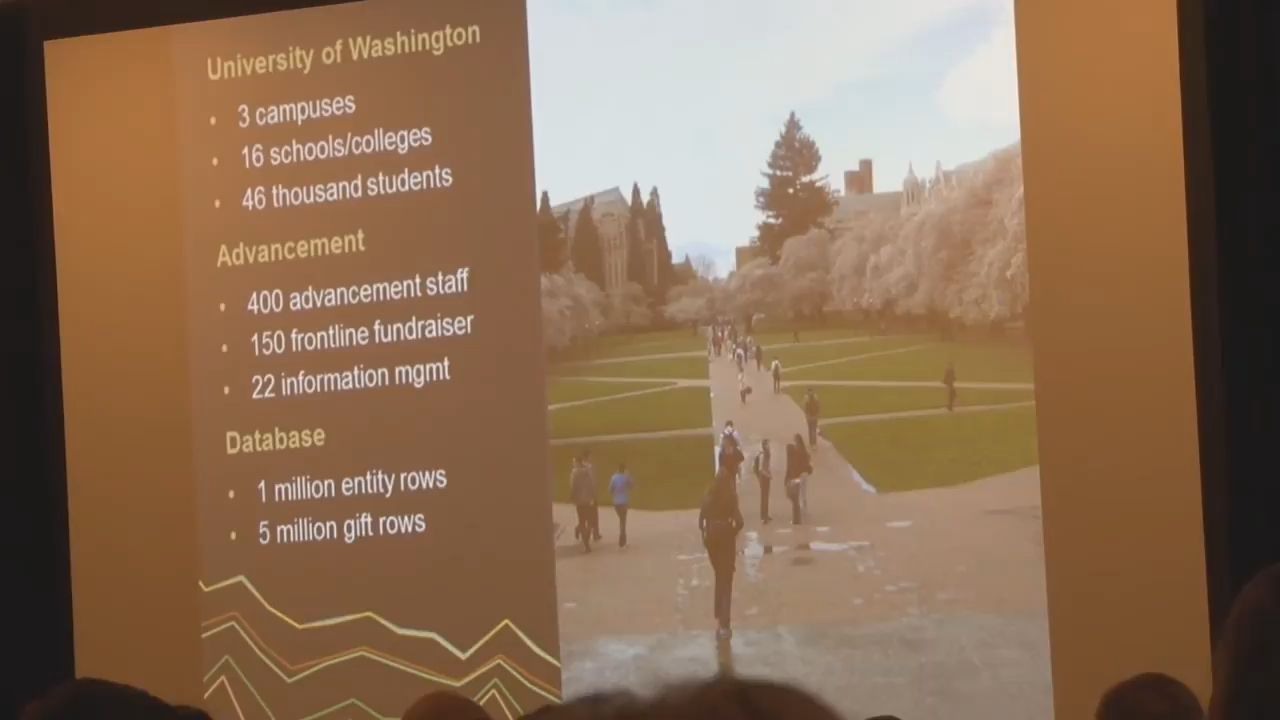 University of Washington
• 3 campuses
• 16 schools/colleges
• 46 thousand students
Advancement
• 400 advancement staff
• 150 frontline fundraiser
• 22 information mgmt
Database
• 1 million entity rows
• 5 million gift rows